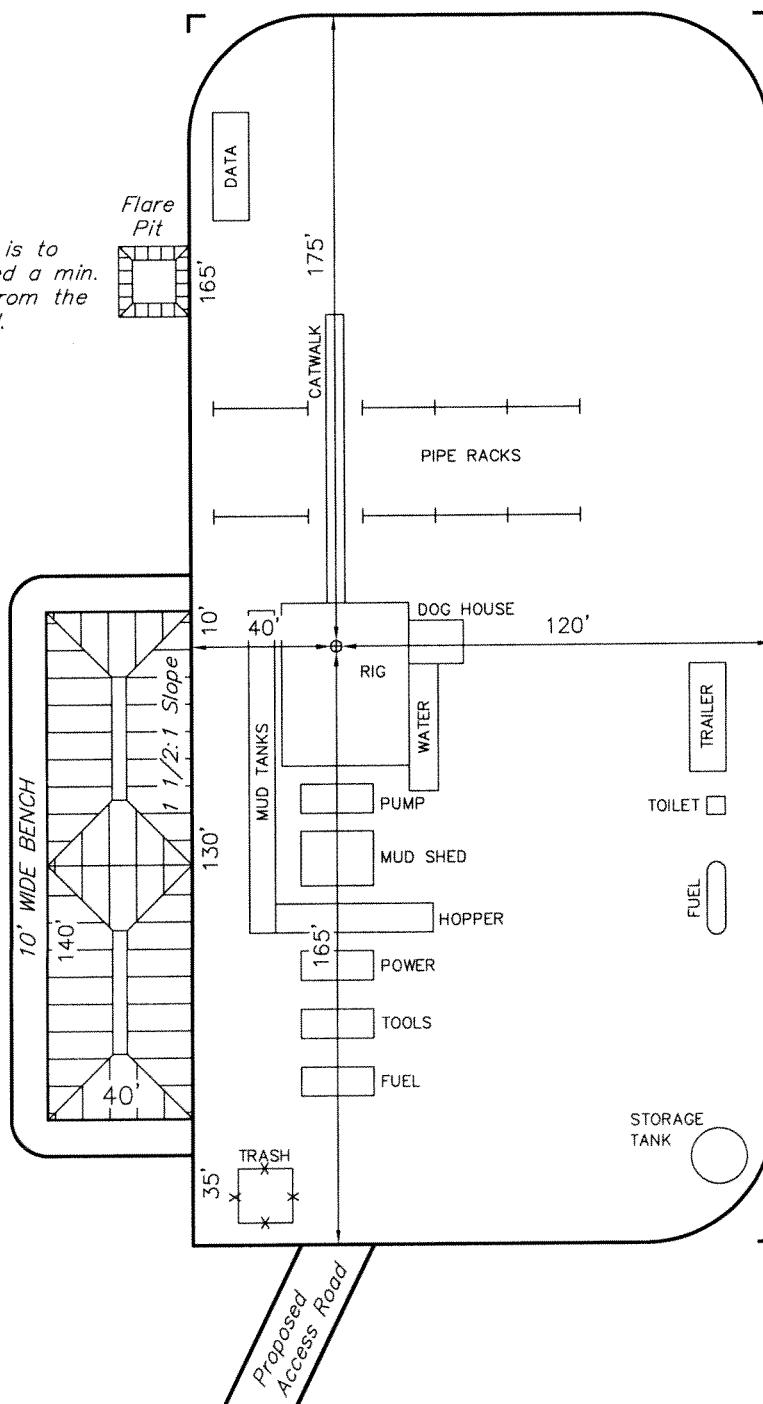 DATA
Flare
Pit
is to
ed a min.
rom the
165'
175'
CATWALK
PIPE RACKS
10'
40'
DOG HOUSE
120'
RIG
1 1/2:1 Slope
MUD TANKS
WATER
TRAILER
PUMP
TOILET
10' WIDE BENCH
130'
MUD SHED
FUEL
140'
HOPPER
165'
POWER
TOOLS
40'
FUEL
STORAGE
TANK
TRASH
35'
Proposed
Access Road